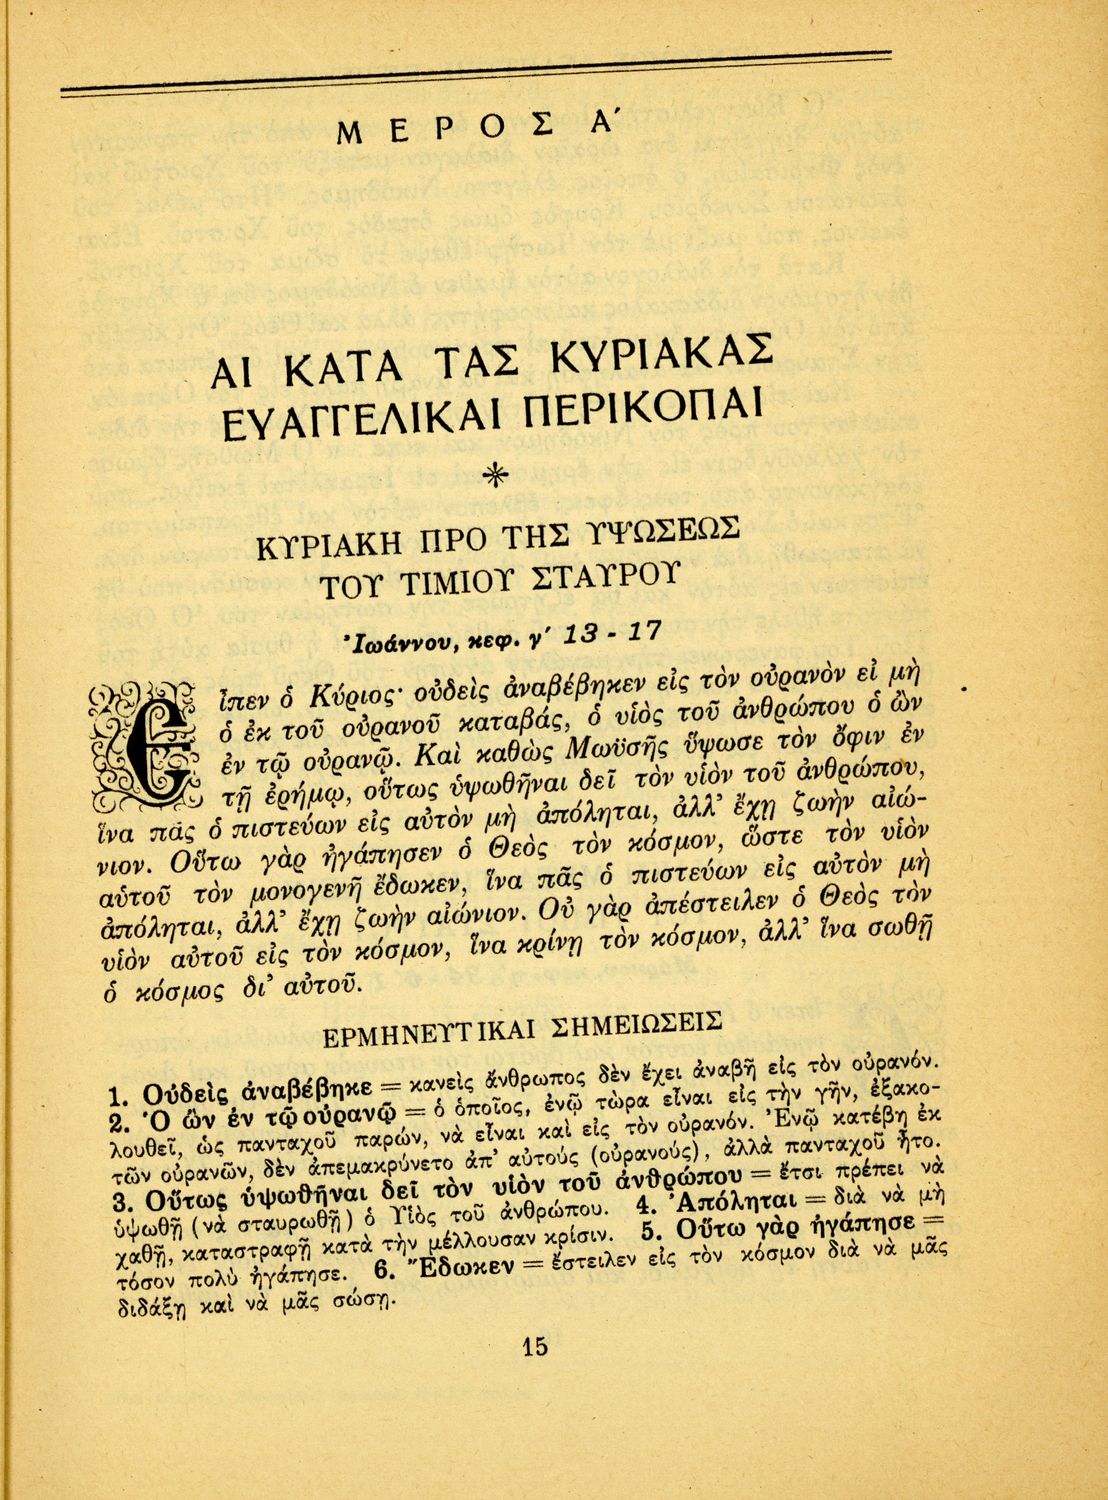 ΜΕΡΟΣ Α΄
ΑΙ ΚΑΤΑ ΤΑΣ ΚΥΡΙΑΚΑΣ
ΕΥΑΓΓΕΛΙΚΑΙ ΠΕΡΙΚΟΠΑΙ
*
ΚΥΡΙΑΚΗ ΠΡΟ ΤΗΣ ΥΨΩΣΕΩΣ
ΤΟΥ ΤΙΜΙΟΥ ΣΤΑΥΡΟΥ
Ἰωάννου, κεφ. γ΄ 13 - 17
Εἶπεν ὁ Κύριος· οὐδεὶς ἀναβέβηκεν εἰς τὸν οὐρανὸν εἰ μὴ
ὁ ἐκ τοῦ οὐρανοῦ καταβάς, ὁ υἱὸς τοῦ ἀνθρώπου ὁ ὢν
ἐν τῷ οὐρανῷ. Καὶ καθὼς Μωϋσῆς ὕψωσε τὸν ὄφιν ἐν
τῇ ἐρήμῳ, οὕτως ὑψωθῆναι δεῖ τὸν υἱὸν τοῦ ἀνθρώπου,
ἵνα πᾶς ὁ πιστεύων εἰς αὐτὸν μὴ ἀπόληται, ἀλλ’ ἔχῃ ζωὴν αἰώ-
νιον. Οὕτω γὰρ ἠγάπησεν ὁ Θεὸς τὸν κόσμον, ὥστε τὸν υἱὸν
αὑτοῦ τὸν μονογενῆ ἔδωκεν, ἵνα πᾶς ὁ πιστεύων εἰς αὐτὸν μὴ
ἀπόληται, ἀλλ’ ἔχῃ ζωὴν αἰώνιον. Οὐ γὰρ ἀπέστειλεν ὁ Θεὸς τὸν
υἱὸν αὑτοῦ εἰς τὸν κόσμον, ἵνα κρίνῃ τὸν κόσμον, ἀλλ’ ἵνα σωθῇ
ὁ κόσμος δι’ αὐτοῦ.
ΕΡΜΗΝΕΥΤΙΚΑΙ ΣΗΜΕΙΩΣΕΙΣ
1. Οὐδεὶς ἀναβέβηκε = κανεὶς ἄνθρωπος δὲν ἔχει ἀναβῆ εἰς τὸν οὐρανόν.
2. Ὁ ὢν ἐν τῷ οὐρανῷ = ὁ ὁποῖος, ἐνῷ τώρα εἶναι εἰς τὴν γῆν, ἐξακο-
λουθεῖ, ὡς πανταχοῦ παρών, νὰ εἶναι καὶ εἰς τὸν οὐρανόν. Ἐνῷ κατέβη ἐκ
τῶν οὐρανῶν, δὲν ἀπεμακρύνετο ἀπ’ αὐτούς (οὐρανούς), ἀλλὰ πανταχοῦ ἦτο.
3. Οὕτως ὑψωθῆναι δεῖ τὸν υἱὸν τοῦ ἀνθρώπου = ἔτσι πρέπει νὰ
ὑψωθῇ (νὰ σταυρωθῇ) ὁ Υἱὸς τοῦ ἀνθρώπου. 4. Ἀπόληται = διὰ νὰ μὴ
χαθῇ, καταστραφῇ κατὰ τὴν μέλλουσαν κρίσιν. 5. Οὕτω γὰρ ἠγάπησε =
τόσον πολὺ ἠγάπησε. 6. Ἔδωκεν = ἔστειλεν εἰς τὸν κόσμον διὰ νὰ μᾶς
διδάξῃ καὶ νὰ μᾶς σώσῃ.
15